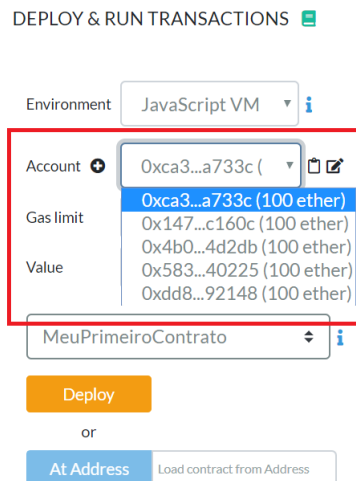 DEPLOY & RUN TRANSACTIONS
Environment JavaScript VM
Account 0xca3...a733c (
0xca3...a733c (100 ether)
Gas limit 0x147...c160c (100 ether)
0x4b0...4d2db (100 ether)
Value 0x583...40225 (100 ether)
0xdd8...92148 (100 ether)
MeuPrimeiroContrato
Deploy
or
At Address Load contract from Address